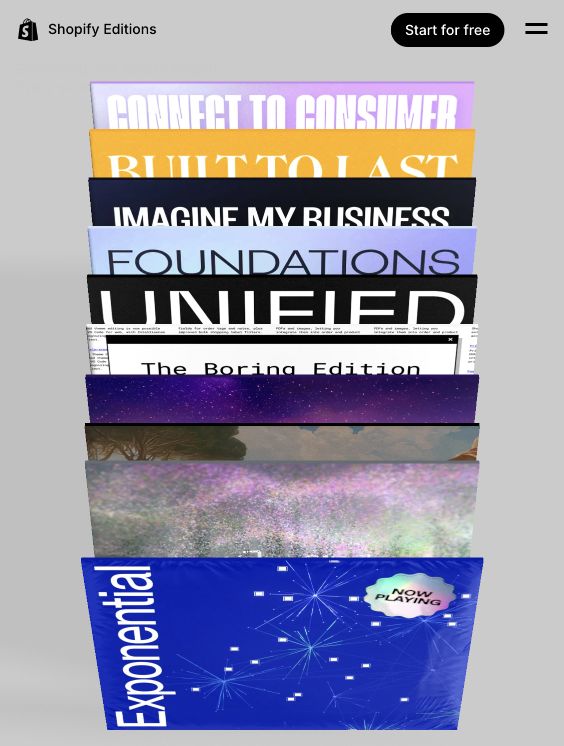 Shopify Editions
Start for free
CONNECT TO CONSUMER
BUILT TO LAST
IMAGINE MY BUSINESS
FOUNDATIONS
UNIFIED
The Boring Edition
Exponential
NOW
PLAYING